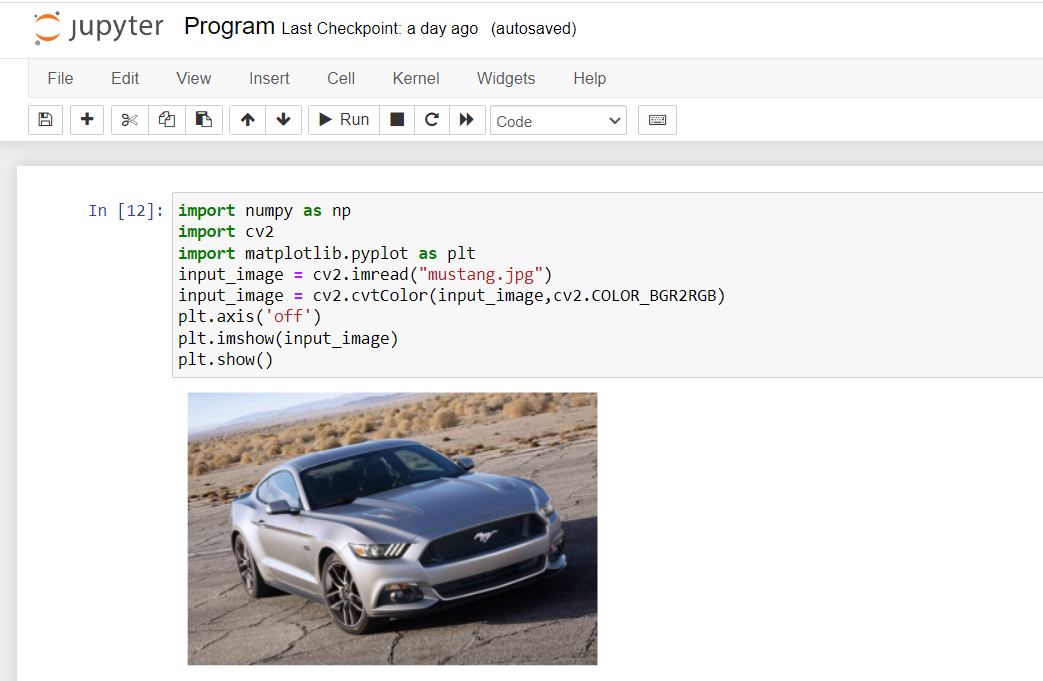 jupyter Program Last Checkpoint: a day ago (autosaved)
File Edit View Insert Cell Kernel Widgets Help
Run Code
In [12]: import numpy as np
import cv2
import matplotlib.pyplot as plt
input_image = cv2.imread("mustang.jpg")
input_image = cv2.cvtColor(input_image,cv2.COLOR_BGR2RGB)
plt.axis('off')
plt.imshow(input_image)
plt.show()